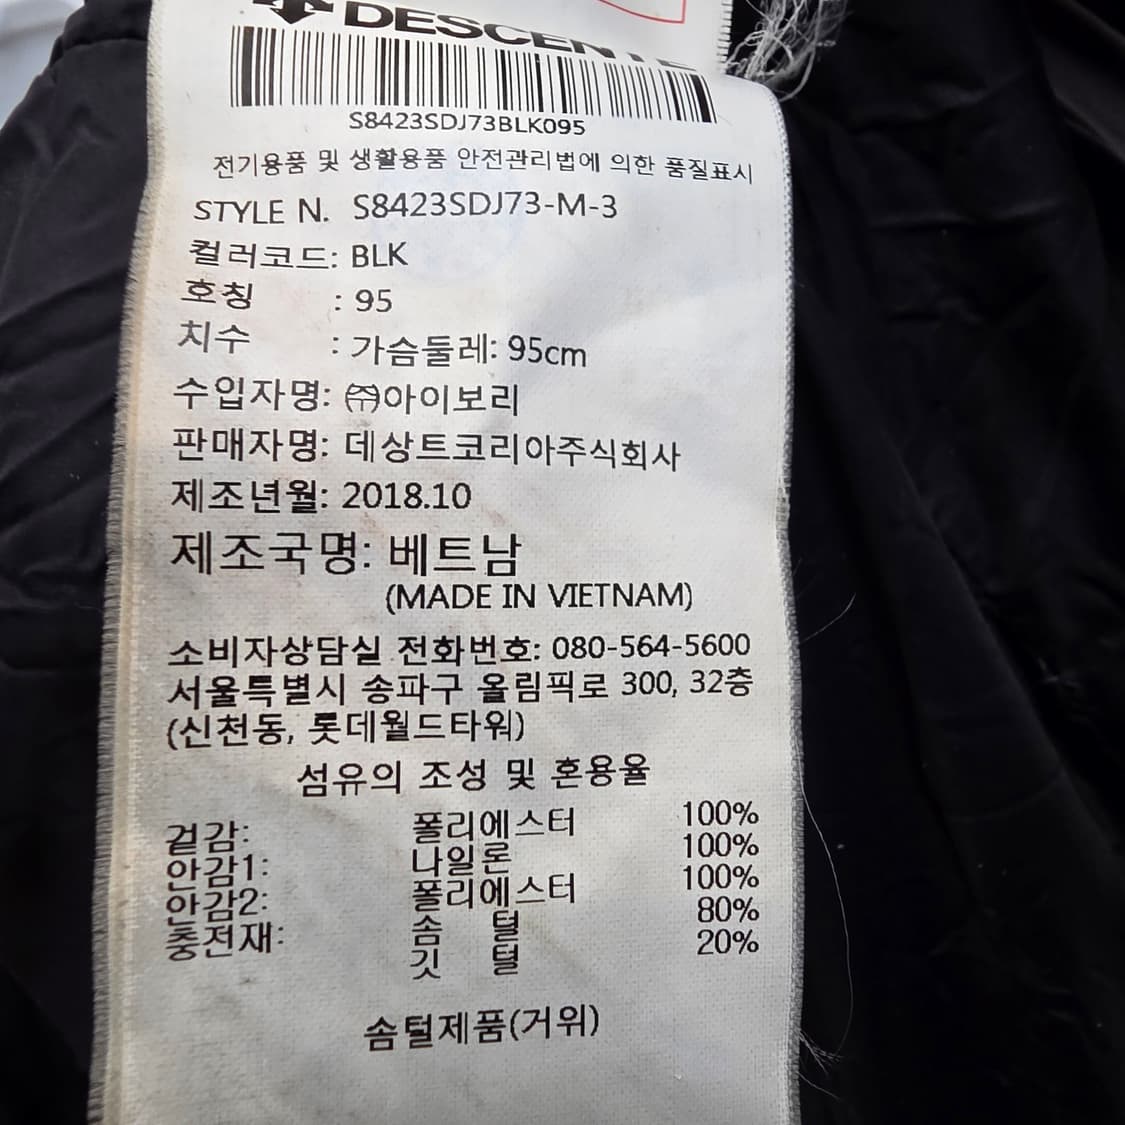 DESCENTE
S8423SDJ73BLK095
전기용품 및 생활용품 안전관리법에 의한 품질표시
STYLE N. S8423SDJ73-M-3
컬러코드: BLK
호칭 : 95
치수 : 가슴둘레: 95cm
수입자명: ㈜아이보리
판매자명: 데상트코리아주식회사
제조년월: 2018.10
제조국명: 베트남
(MADE IN VIETNAM)
소비자상담실 전화번호: 080-564-5600
서울특별시 송파구 올림픽로 300, 32층
(신천동, 롯데월드타워)
섬유의 조성 및 혼용율
겉감: 폴리에스터 100%
안감1: 나일론 100%
안감2: 폴리에스터 100%
충전재: 솜 털 80%
깃 털 20%
솜털제품(거위)